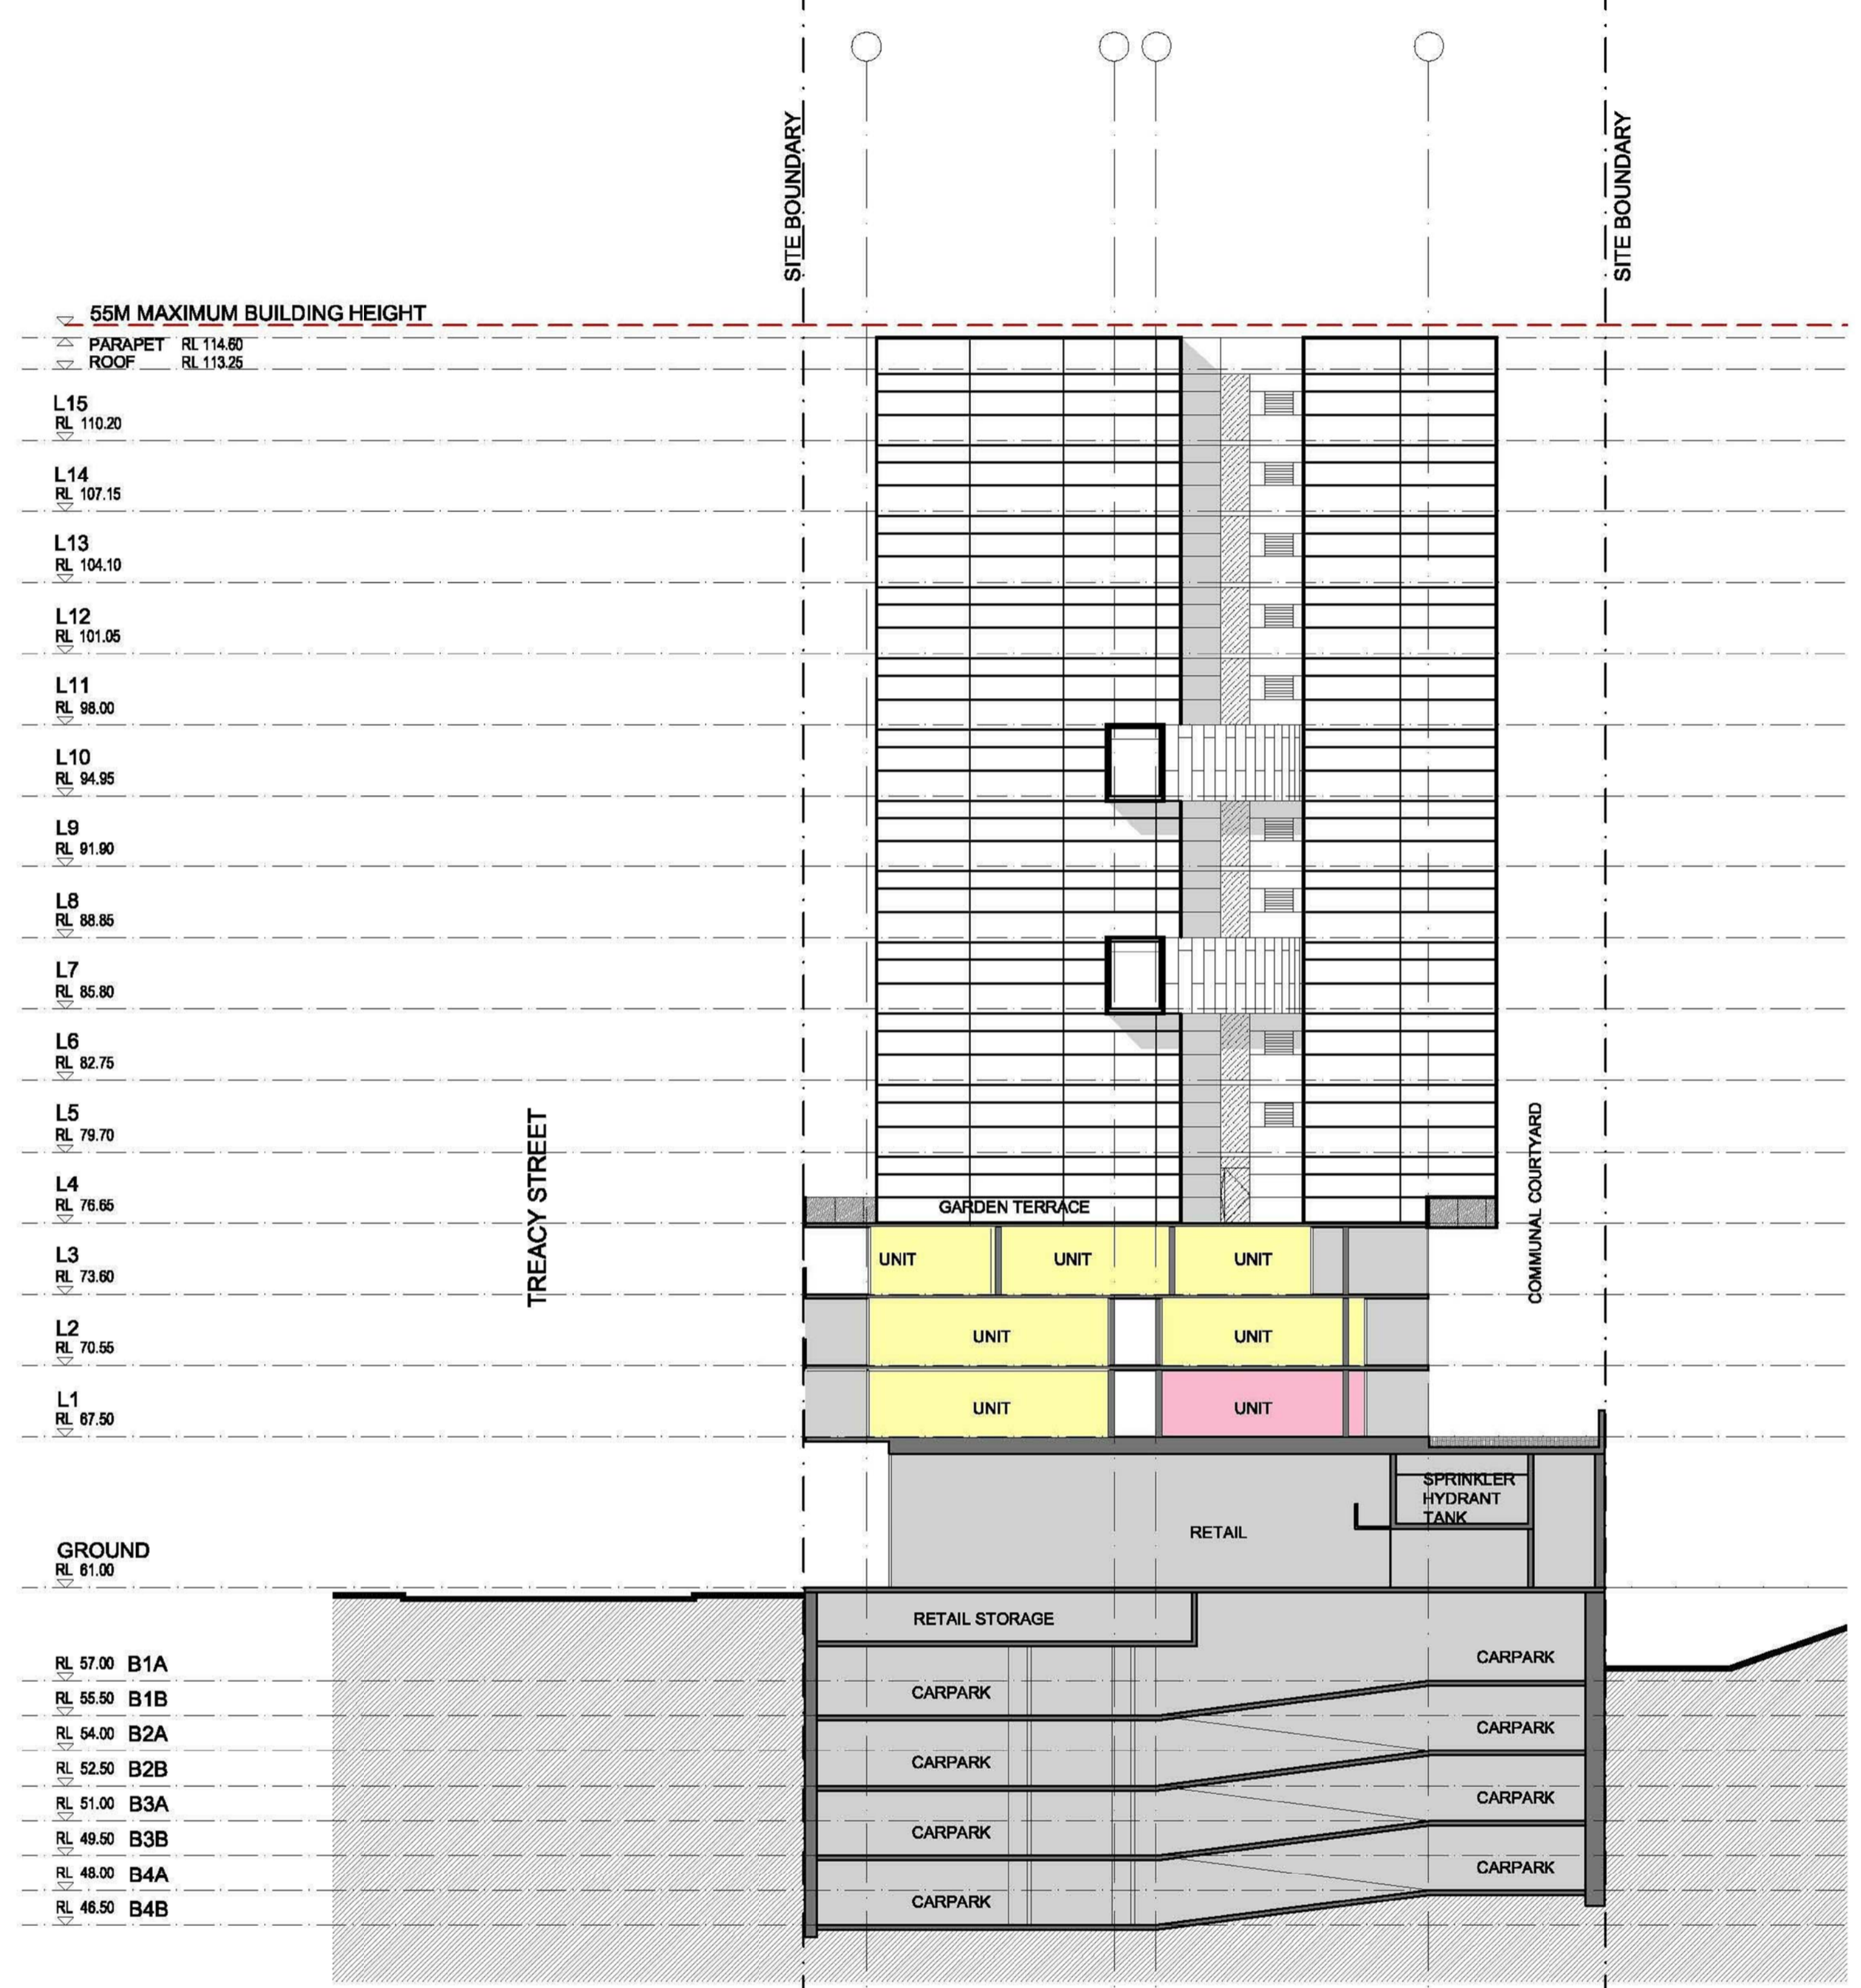 SITE BOUNDARY
SITE BOUNDARY
55M MAXIMUM BUILDING HEIGHT
PARAPET RL 114.60
ROOF RL 113.25
L15
RL 110.20
L14
RL 107.15
L13
RL 104.10
L12
RL 101.05
L11
RL 98.00
L10
RL 94.95
L9
RL 91.90
L8
RL 88.85
L7
RL 85.80
L6
RL 82.75
L5
RL 79.70
TREACY STREET
COMMUNAL COURTYARD
L4
RL 76.65
GARDEN TERRACE
L3
RL 73.60
UNIT UNIT UNIT
L2
RL 70.55
UNIT UNIT
L1
RL 67.50
UNIT UNIT
SPRINKLER
HYDRANT
TANK
RETAIL
GROUND
RL 61.00
RETAIL STORAGE
RL 57.00 B1A
CARPARK
RL 55.50 B1B
CARPARK
RL 54.00 B2A
CARPARK
RL 52.50 B2B
CARPARK
RL 51.00 B3A
CARPARK
RL 49.50 B3B
CARPARK
RL 48.00 B4A
CARPARK
RL 46.50 B4B
CARPARK